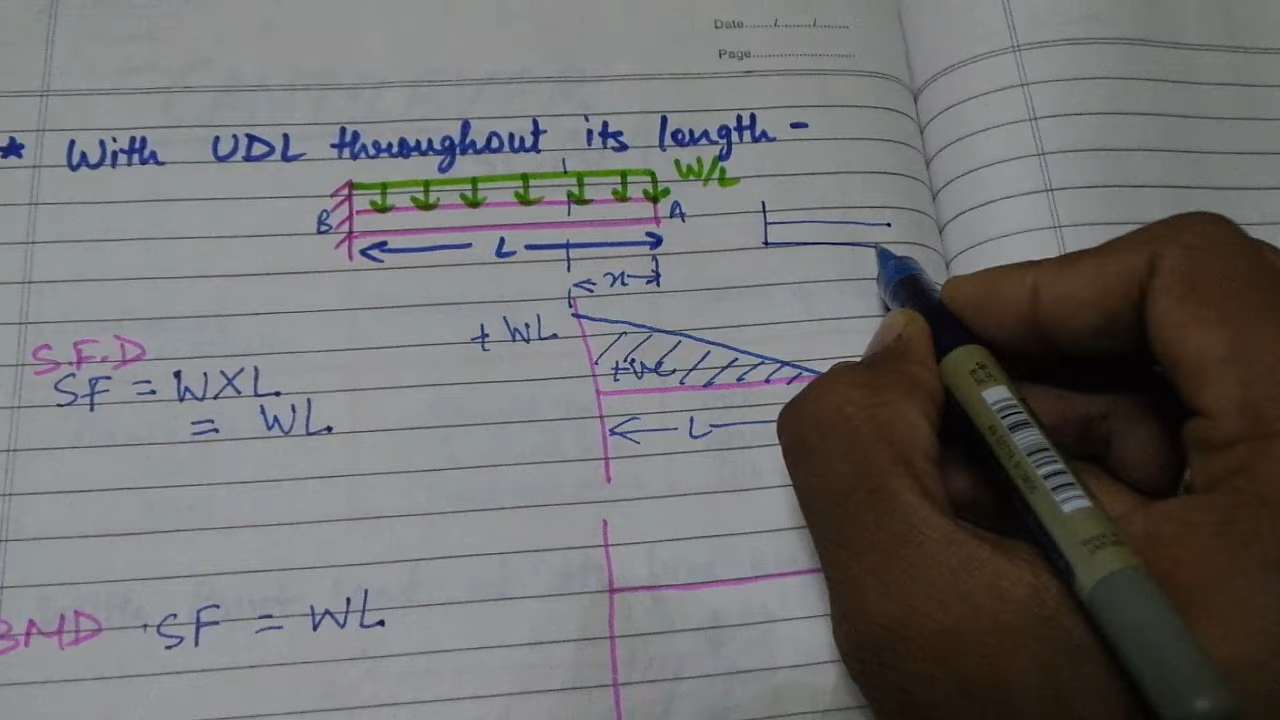 Date....../....../......
Page..................
★ With UDL throughout its length -
W/L
B
A
L
x
+ WL
S.F.D
+ve
SF = WXL
= WL
L
BMD SF = WL